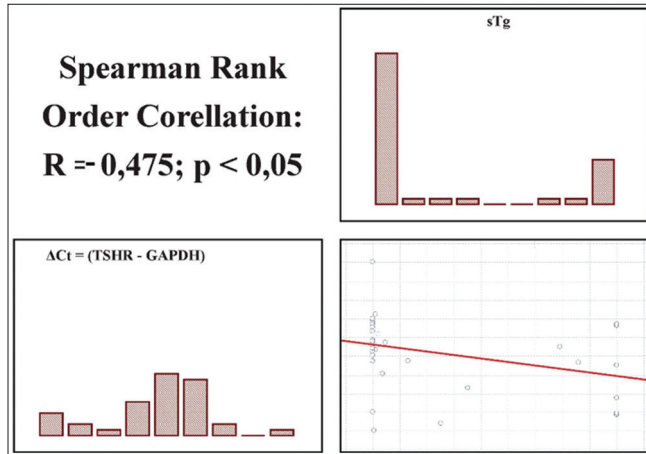 Spearman Rank
Order Corellation:
R =- 0,475; p < 0,05
sTg
ΔCt = (TSHR - GAPDH)